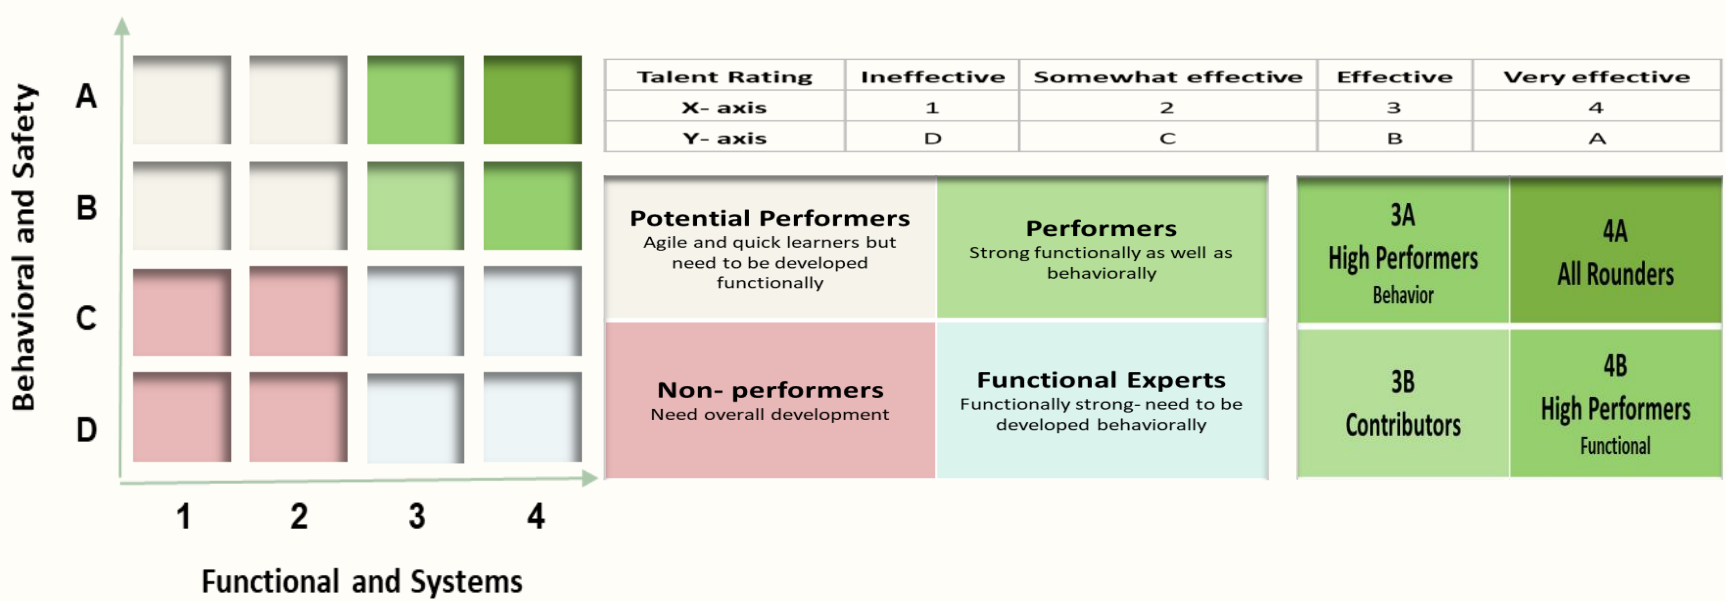 Behavioral and Safety
A
B
C
D
1 2 3 4
Functional and Systems
Talent Rating Ineffective Somewhat effective Effective Very effective
X- axis 1 2 3 4
Y- axis D C B A
Potential Performers
Agile and quick learners but
need to be developed
functionally
Performers
Strong functionally as well as
behaviorally
Non- performers
Need overall development
Functional Experts
Functionally strong- need to be
developed behaviorally
3A
High Performers
Behavior
4A
All Rounders
3B
Contributors
4B
High Performers
Functional